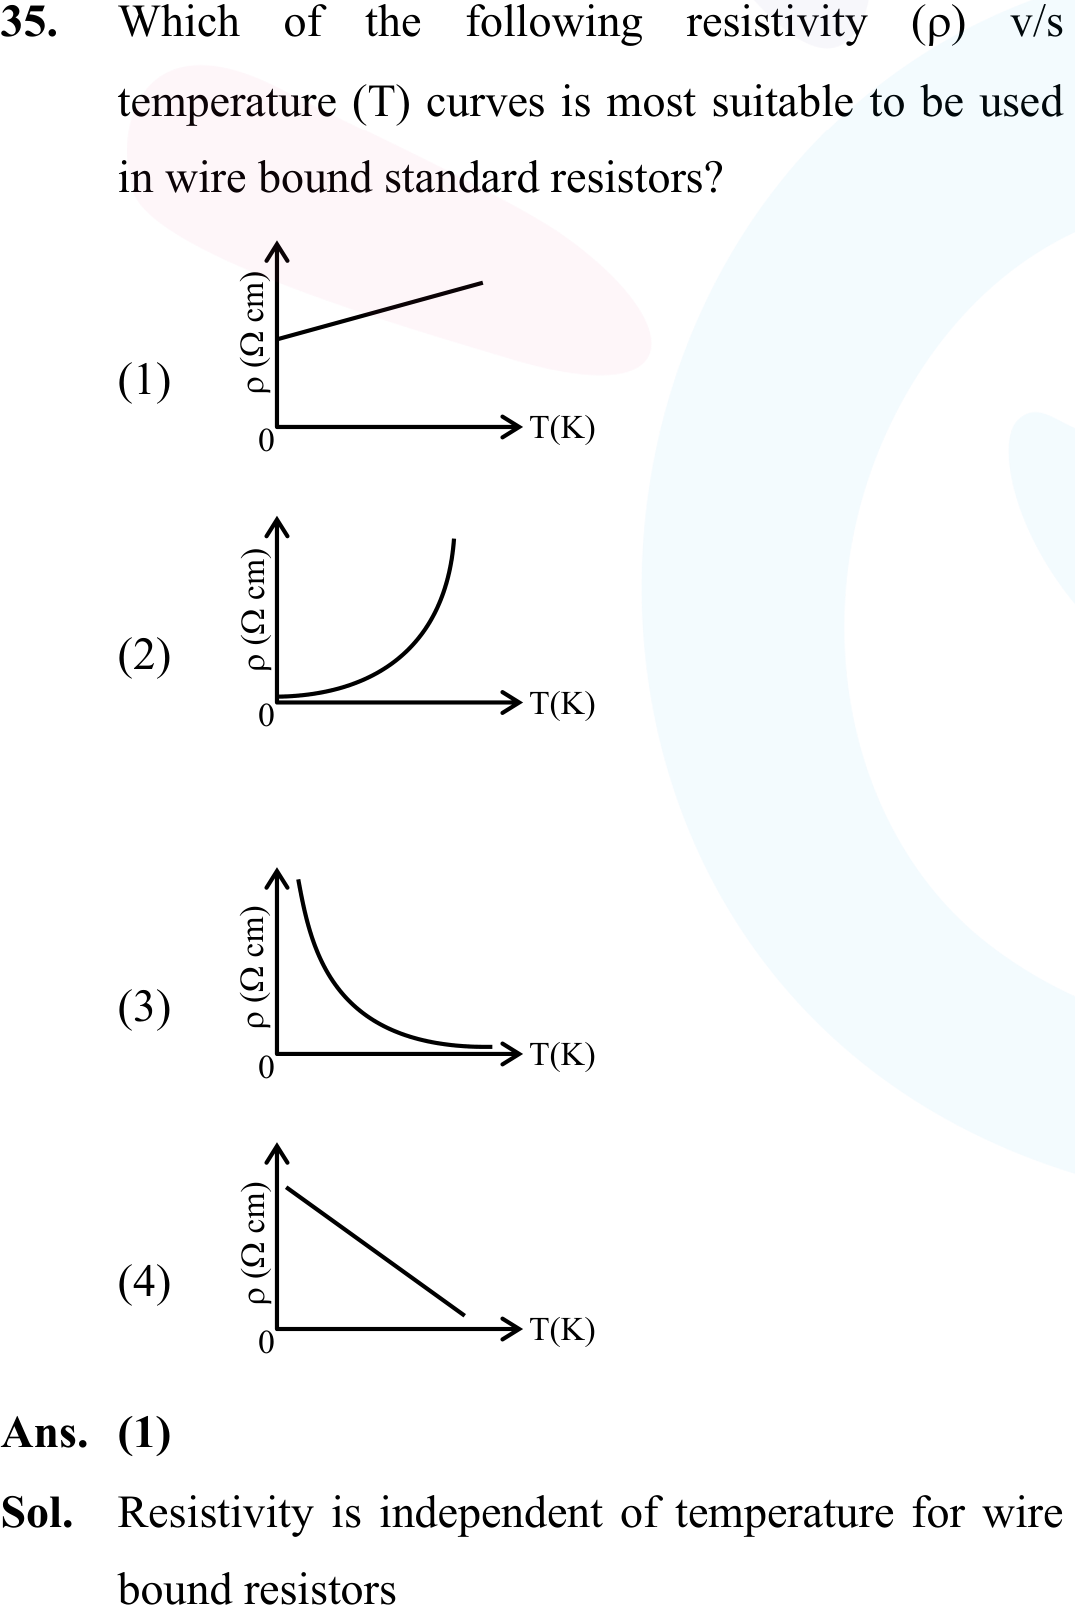 35. Which of the following resistivity (ρ) v/s
temperature (T) curves is most suitable to be used
in wire bound standard resistors?
(1)
ρ (Ω cm)
0
T(K)
(2)
ρ (Ω cm)
0
T(K)
(3)
ρ (Ω cm)
0
T(K)
(4)
ρ (Ω cm)
0
T(K)
Ans. (1)
Sol. Resistivity is independent of temperature for wire
bound resistors